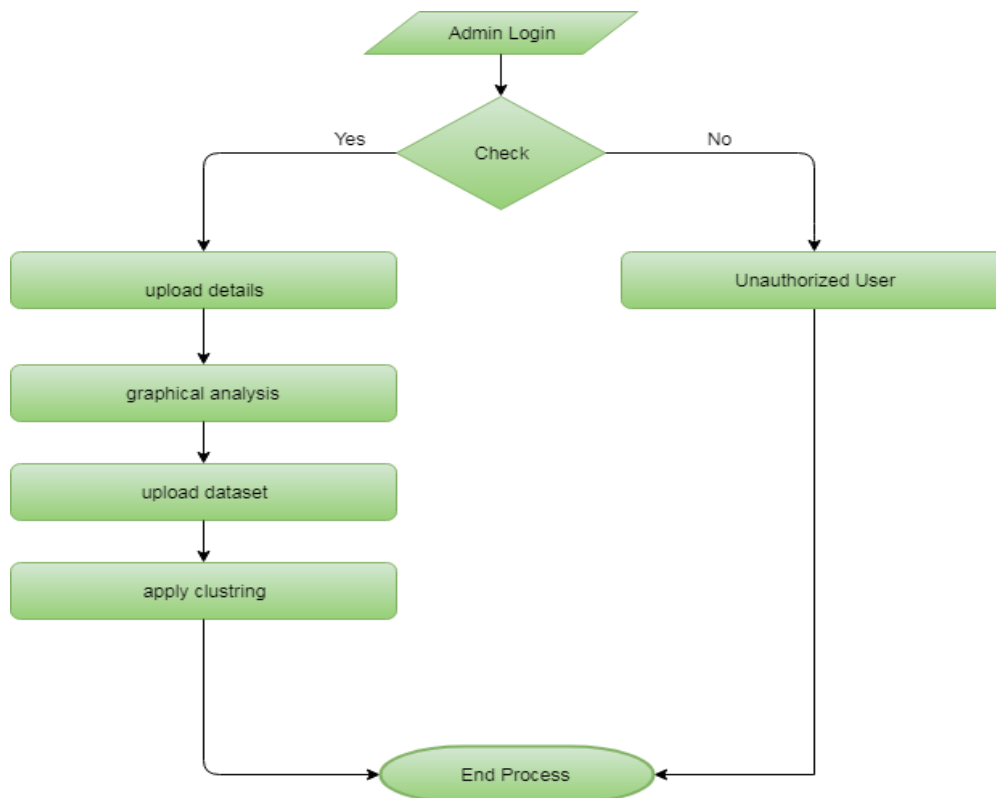 Admin Login
Check
Yes
No
upload details
Unauthorized User
graphical analysis
upload dataset
apply clustring
End Process